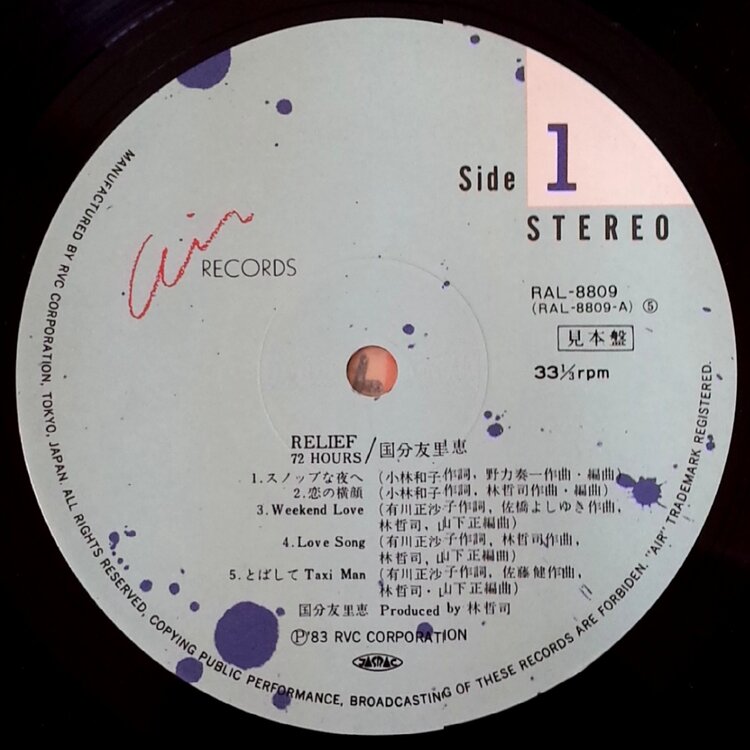 Side 1
STEREO
Air
RECORDS
RAL-8809
(RAL-8809-A) ⑤
見本盤
33 1/3 rpm
RELIEF
72 HOURS / 国分友里恵
1.スノッブな夜へ (小林和子作詞, 野力奏一作曲・編曲)
2.恋の横顔 (小林和子作詞, 林哲司作曲・編曲)
3.Weekend Love (有川正沙子作詞, 佐橋よしゆき作曲,
林哲司, 山下正編曲)
4.Love Song (有川正沙子作詞, 林哲司作曲,
林哲司, 山下正編曲)
5.とばして Taxi Man (有川正沙子作詞, 佐藤健作曲,
林哲司・山下正編曲)
国分友里恵 Produced by 林哲司
Ⓟ'83 RVC CORPORATION
JASRAC
MANUFACTURED BY RVC CORPORATION, TOKYO, JAPAN. ALL RIGHTS RESERVED, COPYING PUBLIC PERFORMANCE, BROADCASTING OF THESE RECORDS ARE FORBIDEN. "AIR" TRADEMARK REGISTERED.